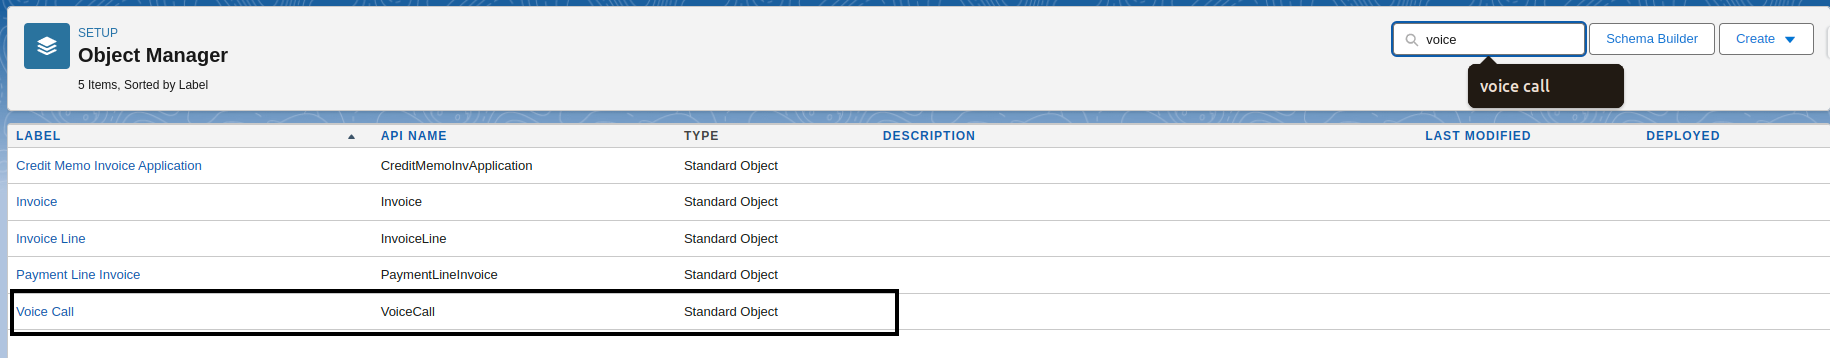 SETUP
Object Manager
5 Items, Sorted by Label
voice
Schema Builder
Create
voice call
LABEL API NAME TYPE DESCRIPTION LAST MODIFIED DEPLOYED
Credit Memo Invoice Application CreditMemoInvApplication Standard Object
Invoice Invoice Standard Object
Invoice Line InvoiceLine Standard Object
Payment Line Invoice PaymentLineInvoice Standard Object
Voice Call VoiceCall Standard Object